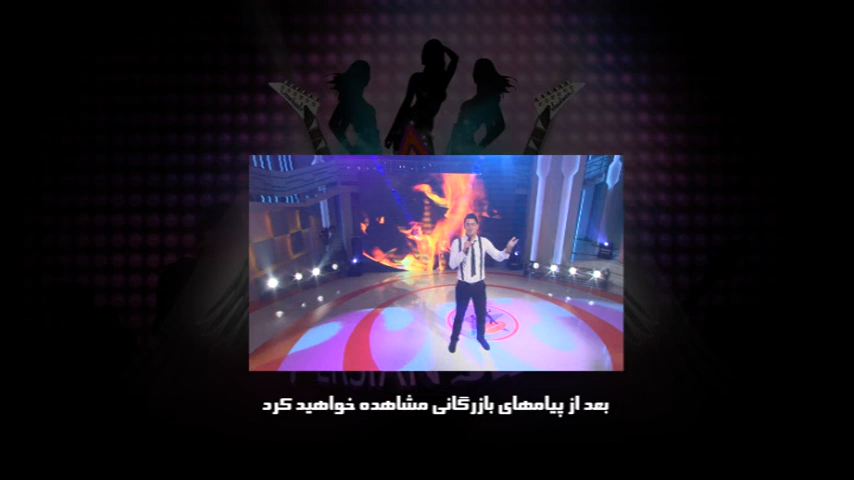 بعد از پیامهای بازرگانی مشاهده خواهید کرد